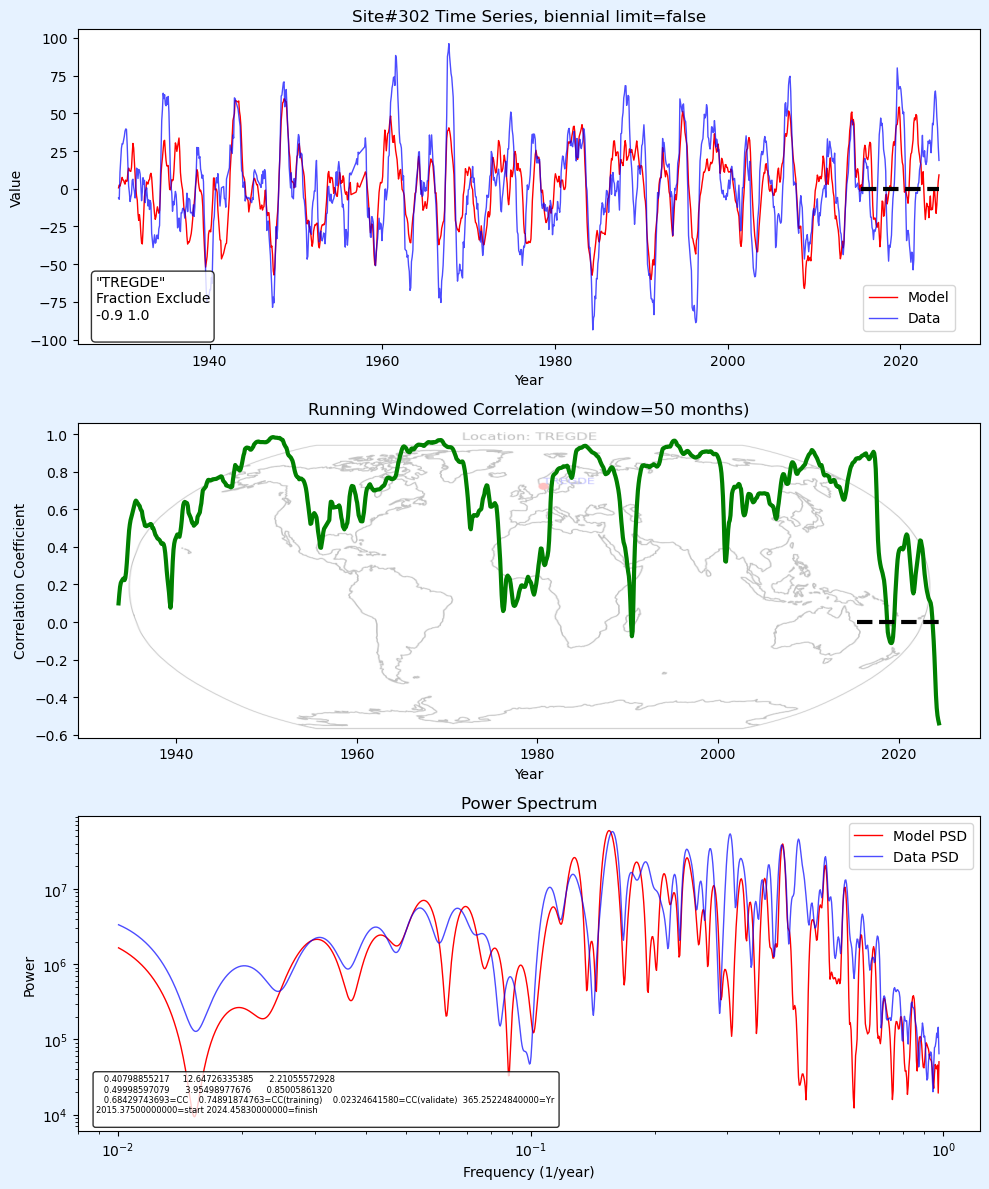 Site#302 Time Series, biennial limit=false
Value
100
75
50
25
0
−25
−50
−75
−100
"TREGDE"
Fraction Exclude
-0.9 1.0
Model
Data
1940 1960 1980 2000 2020
Year
Running Windowed Correlation (window=50 months)
Location: TREGDE
TREGDE
Correlation Coefficient
1.0
0.8
0.6
0.4
0.2
0.0
−0.2
−0.4
−0.6
1940 1960 1980 2000 2020
Year
Power Spectrum
Model PSD
Data PSD
Power
10^7
10^6
10^5
10^4
0.40798855217 12.64726335385 2.21055572928
0.49998597079 3.95498977676 0.85005861320
0.68429743693=CC 0.74891874763=CC(training) 0.02324641580=CC(validate) 365.25224840000=Yr
2015.37500000000=start 2024.45830000000=finish
10^−2 10^−1 10^0
Frequency (1/year)